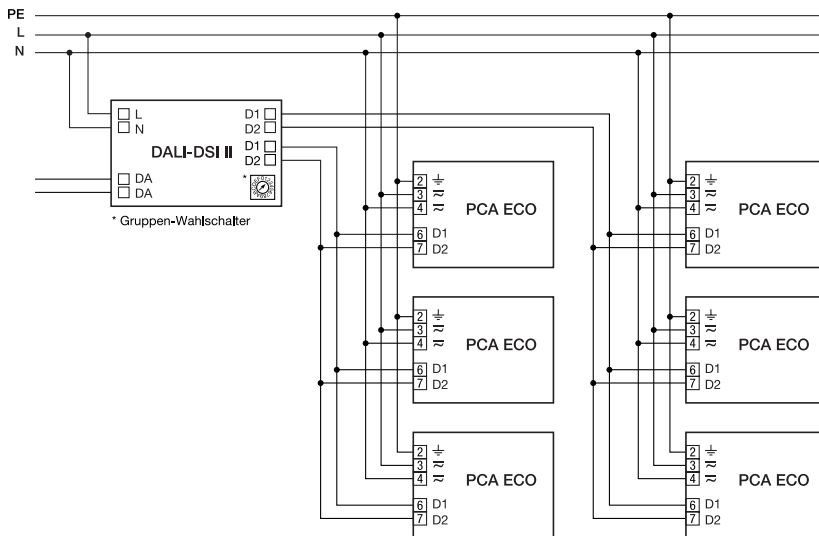 PE
L
N
L
N
DALI-DSI II
D1
D2
D1
D2
DA
DA
*
* Gruppen-Wahlschalter
2
3
4
PCA ECO
6 D1
7 D2
2
3
4
PCA ECO
6 D1
7 D2
2
3
4
PCA ECO
6 D1
7 D2
2
3
4
PCA ECO
6 D1
7 D2
2
3
4
PCA ECO
6 D1
7 D2
2
3
4
PCA ECO
6 D1
7 D2